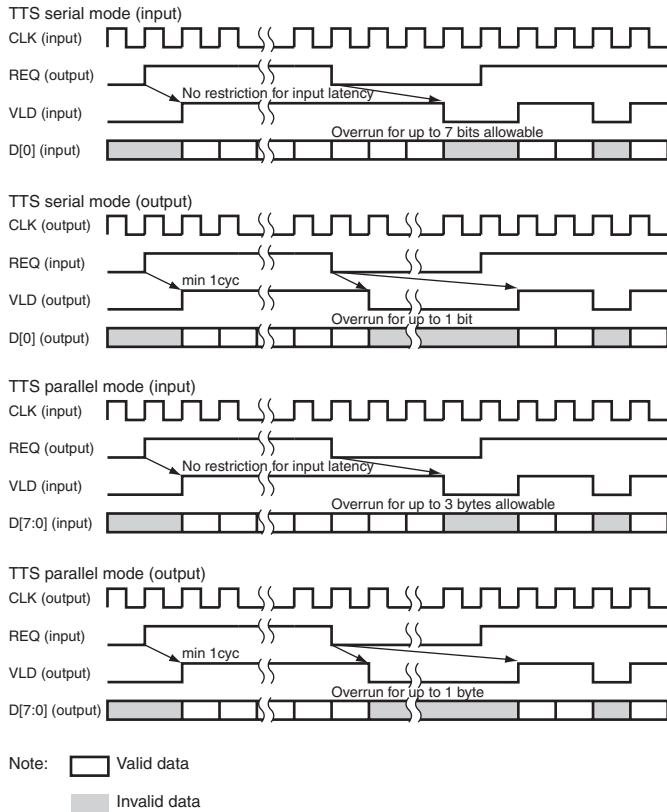 TTS serial mode (input)
CLK (input)
REQ (output)
No restriction for input latency
VLD (input)
Overrun for up to 7 bits allowable
D[0] (input)
TTS serial mode (output)
CLK (output)
REQ (input)
min 1cyc
VLD (output)
Overrun for up to 1 bit
D[0] (output)
TTS parallel mode (input)
CLK (input)
REQ (output)
No restriction for input latency
VLD (input)
Overrun for up to 3 bytes allowable
D[7:0] (input)
TTS parallel mode (output)
CLK (output)
REQ (input)
min 1cyc
VLD (output)
Overrun for up to 1 byte
D[7:0] (output)
Note: Valid data
Invalid data